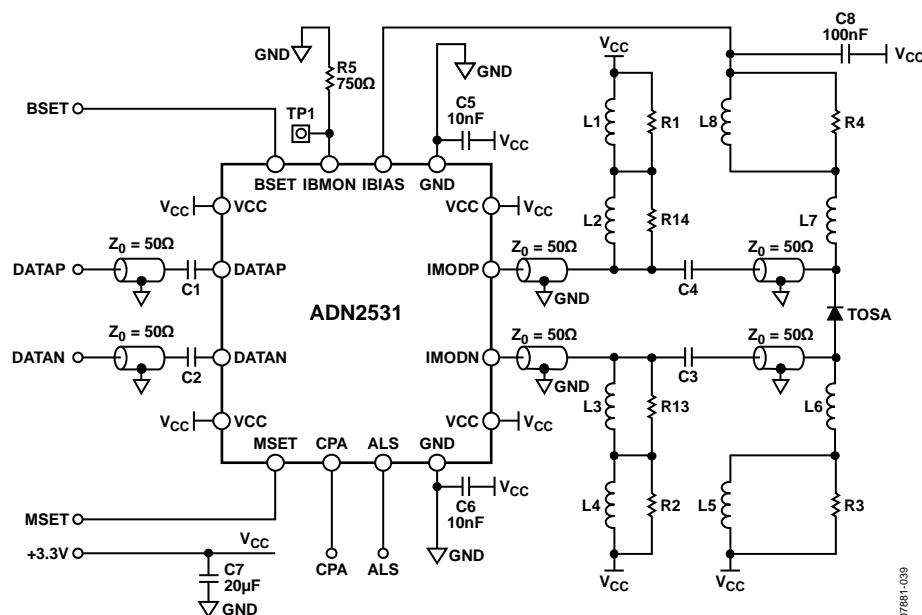 C8
100nF
VCC
VCC
GND
R5
750Ω
GND
C5
10nF
VCC
TP1
BSET
L1
R1
L8
R4
BSET
IBMON
IBIAS
GND
VCC
VCC
VCC
VCC
L2
R14
L7
Z0 = 50Ω
Z0 = 50Ω
Z0 = 50Ω
DATAP
DATAP
IMODP
C1
GND
C4
ADN2531
TOSA
Z0 = 50Ω
Z0 = 50Ω
Z0 = 50Ω
DATAN
DATAN
IMODN
C2
GND
C3
L3
R13
L6
VCC
VCC
VCC
VCC
MSET
CPA
ALS
GND
C6
10nF
VCC
L4
R2
L5
R3
MSET
+3.3V
VCC
C7
20µF
GND
CPA
ALS
GND
VCC
VCC
07881-039